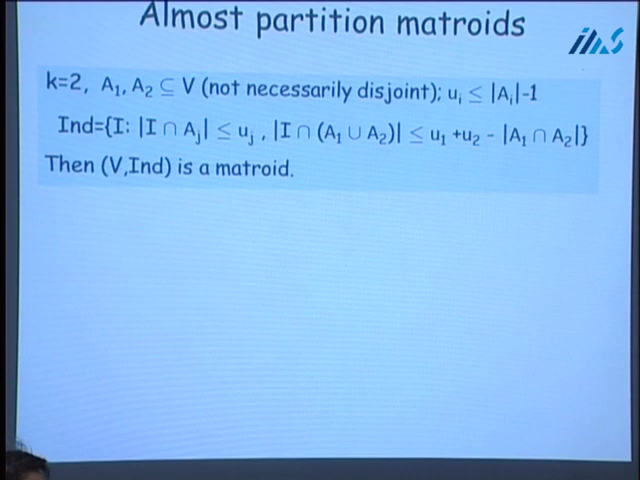 Almost partition matroids
IMS
k=2, A₁, A₂ ⊆ V (not necessarily disjoint); uᵢ ≤ |Aᵢ|-1
Ind={I: |I ∩ Aⱼ| ≤ uⱼ , |I ∩ (A₁ ∪ A₂)| ≤ u₁ +u₂ - |A₁ ∩ A₂|}
Then (V,Ind) is a matroid.